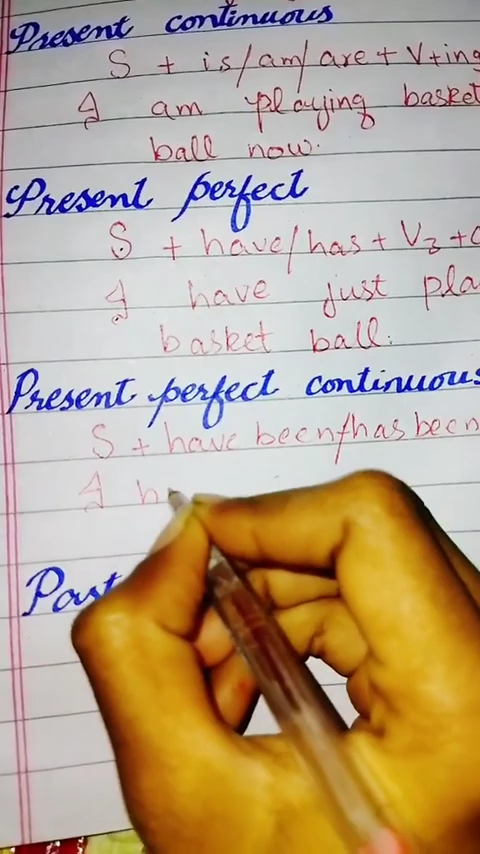 Present continuous
S + is/am/are + V+ing
I am playing basket
ball now.
Present perfect
S + have/has + V3 +
I have just pla
basket ball.
Present perfect continuous
S + have been/has been
I h
Past